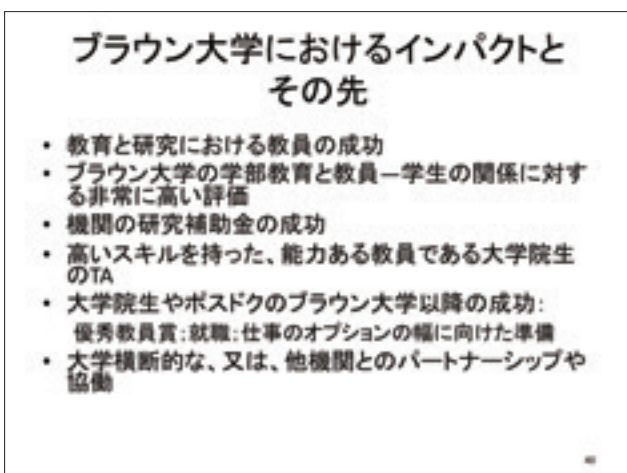 ブラウン大学におけるインパクトと
その先
• 教育と研究における教員の成功
• ブラウン大学の学部教育と教員―学生の関係に対す
る非常に高い評価
• 機関の研究補助金の成功
• 高いスキルを持った、能力ある教員である大学院生
のTA
• 大学院生やポスドクのブラウン大学以降の成功:
優秀教員賞;就職;仕事のオプションの幅に向けた準備
• 大学横断的な、又は、他機関とのパートナーシップや
協働